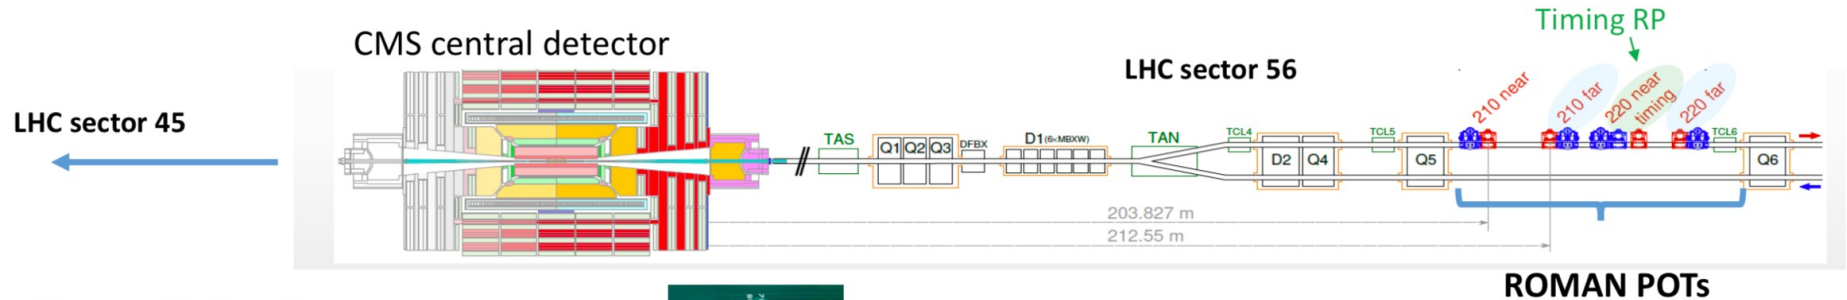 Timing RP
CMS central detector
LHC sector 56
LHC sector 45
210 near
210 far
220 near
timing
220 far
TAS
Q1 Q2 Q3
DFBX
D1(6xMBXW)
TAN
TCL4
D2 Q4
TCL5
Q5
TCL6
Q6
203.827 m
212.55 m
ROMAN POTs